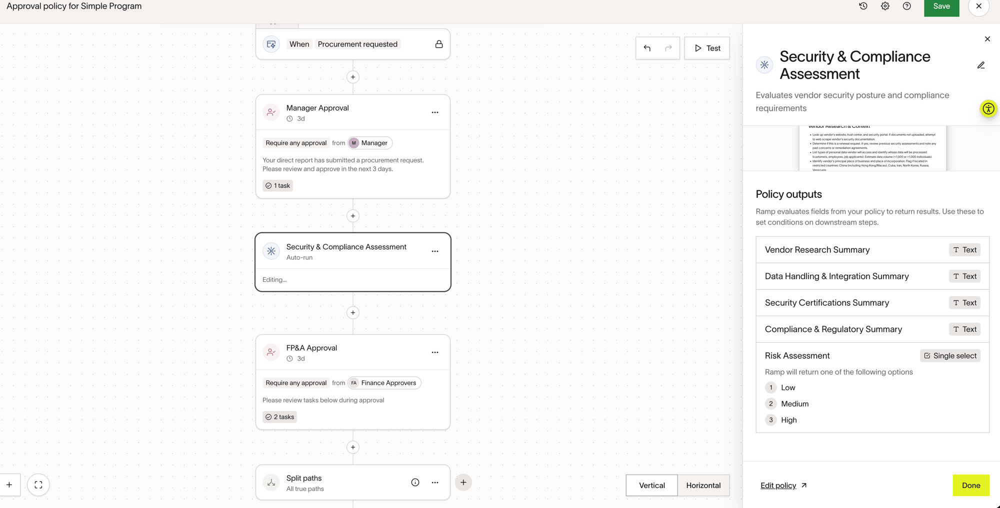 Approval policy for Simple Program
Save
When Procurement requested
Test
Manager Approval
3d
Require any approval from M Manager
Your direct report has submitted a procurement request.
Please review and approve in the next 3 days.
1 task
Security & Compliance Assessment
Auto-run
Editing...
FP&A Approval
3d
Require any approval from FA Finance Approvers
Please review tasks below during approval
2 tasks
Split paths
All true paths
Vertical
Horizontal
Security & Compliance
Assessment
Evaluates vendor security posture and compliance
requirements
Vendor Research & Context
• Look up vendor's website, trust center, and security portal. If documents not uploaded, attempt
to web scrape vendor's security documentation.
• Determine if this is a renewal request. If yes, review previous security assessments and note any
past concerns or remediation agreements.
• List types of personal data vendor will access and identify whose data will be processed
(customers, employees, job applicants). Estimate data volume (<1,000 or >1,000 individuals).
• Identify vendor's principal place of business and place of incorporation. Flag if located in
restricted countries: China (including Hong Kong/Macau), Cuba, Iran, North Korea, Russia,
Venezuela
Policy outputs
Ramp evaluates fields from your policy to return results. Use these to
set conditions on downstream steps.
Vendor Research Summary
T Text
Data Handling & Integration Summary
T Text
Security Certifications Summary
T Text
Compliance & Regulatory Summary
T Text
Risk Assessment
Single select
Ramp will return one of the following options
1 Low
2 Medium
3 High
Edit policy
Done